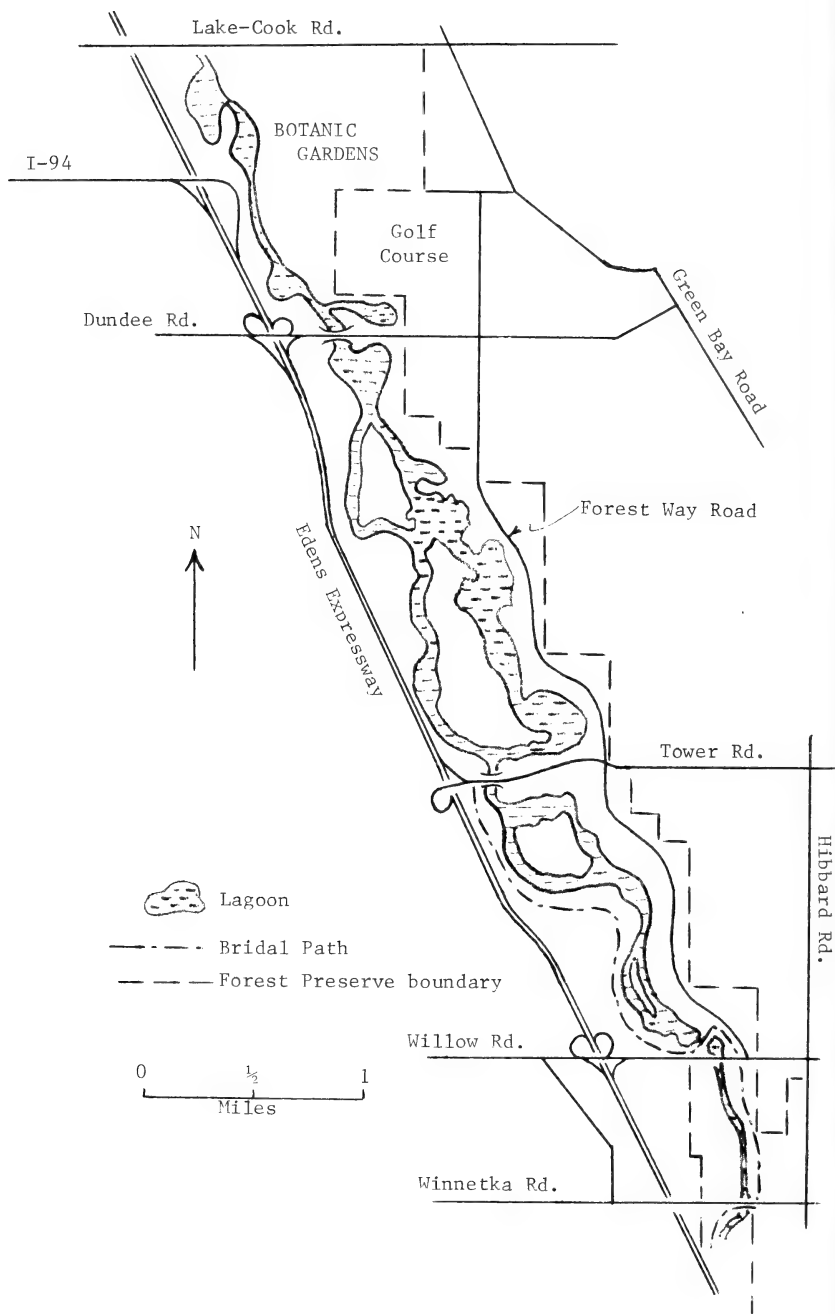 Lake-Cook Rd.
BOTANIC
GARDENS
I-94
Golf
Course
Green Bay Road
Dundee Rd.
Forest Way Road
N
Edens Expressway
Tower Rd.
Hibbard Rd.
Lagoon
Bridal Path
Forest Preserve boundary
Willow Rd.
0 ½ 1
Miles
Winnetka Rd.